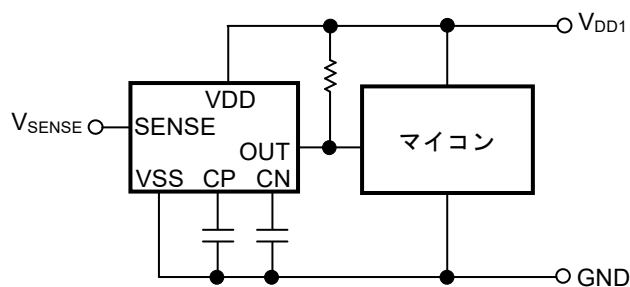 VDD1
VDD
VSENSE
SENSE
OUT
マイコン
VSS CP CN
GND